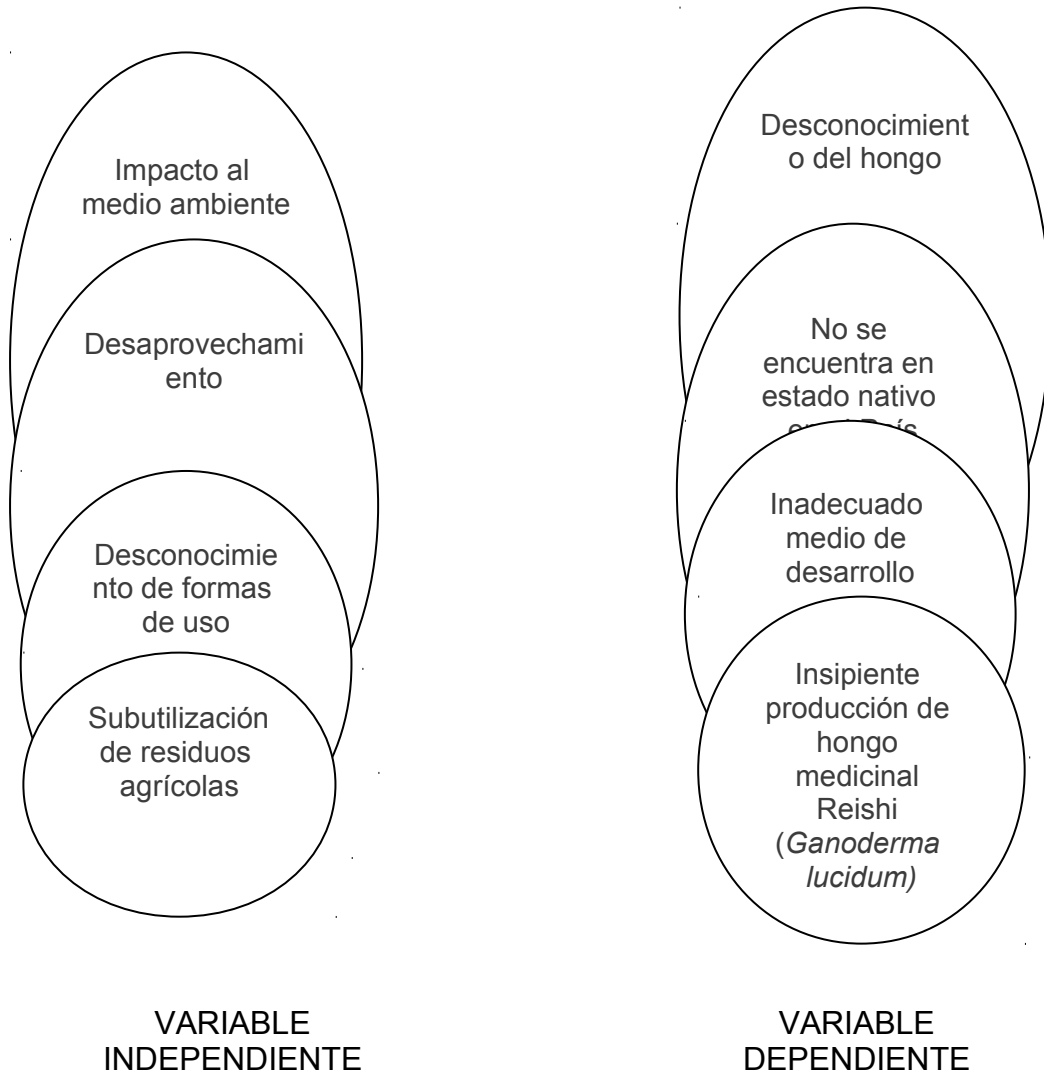 Impacto al
medio ambiente
Desaprovechami
ento
Desconocimie
nto de formas
de uso
Subutilización
de residuos
agrícolas
VARIABLE
INDEPENDIENTE
Desconocimient
o del hongo
No se
encuentra en
estado nativo
Inadecuado
medio de
desarrollo
Insipiente
producción de
hongo
medicinal
Reishi
(Ganoderma
lucidum)
VARIABLE
DEPENDIENTE